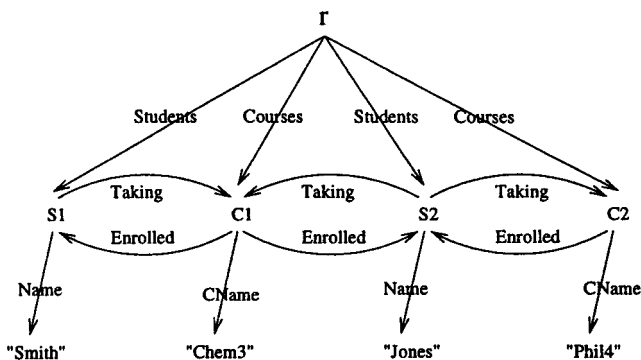 r
Students Courses Students Courses
Taking Taking Taking
S1 C1 S2 C2
Enrolled Enrolled Enrolled
Name CName Name CName
"Smith" "Chem3" "Jones" "Phil4"